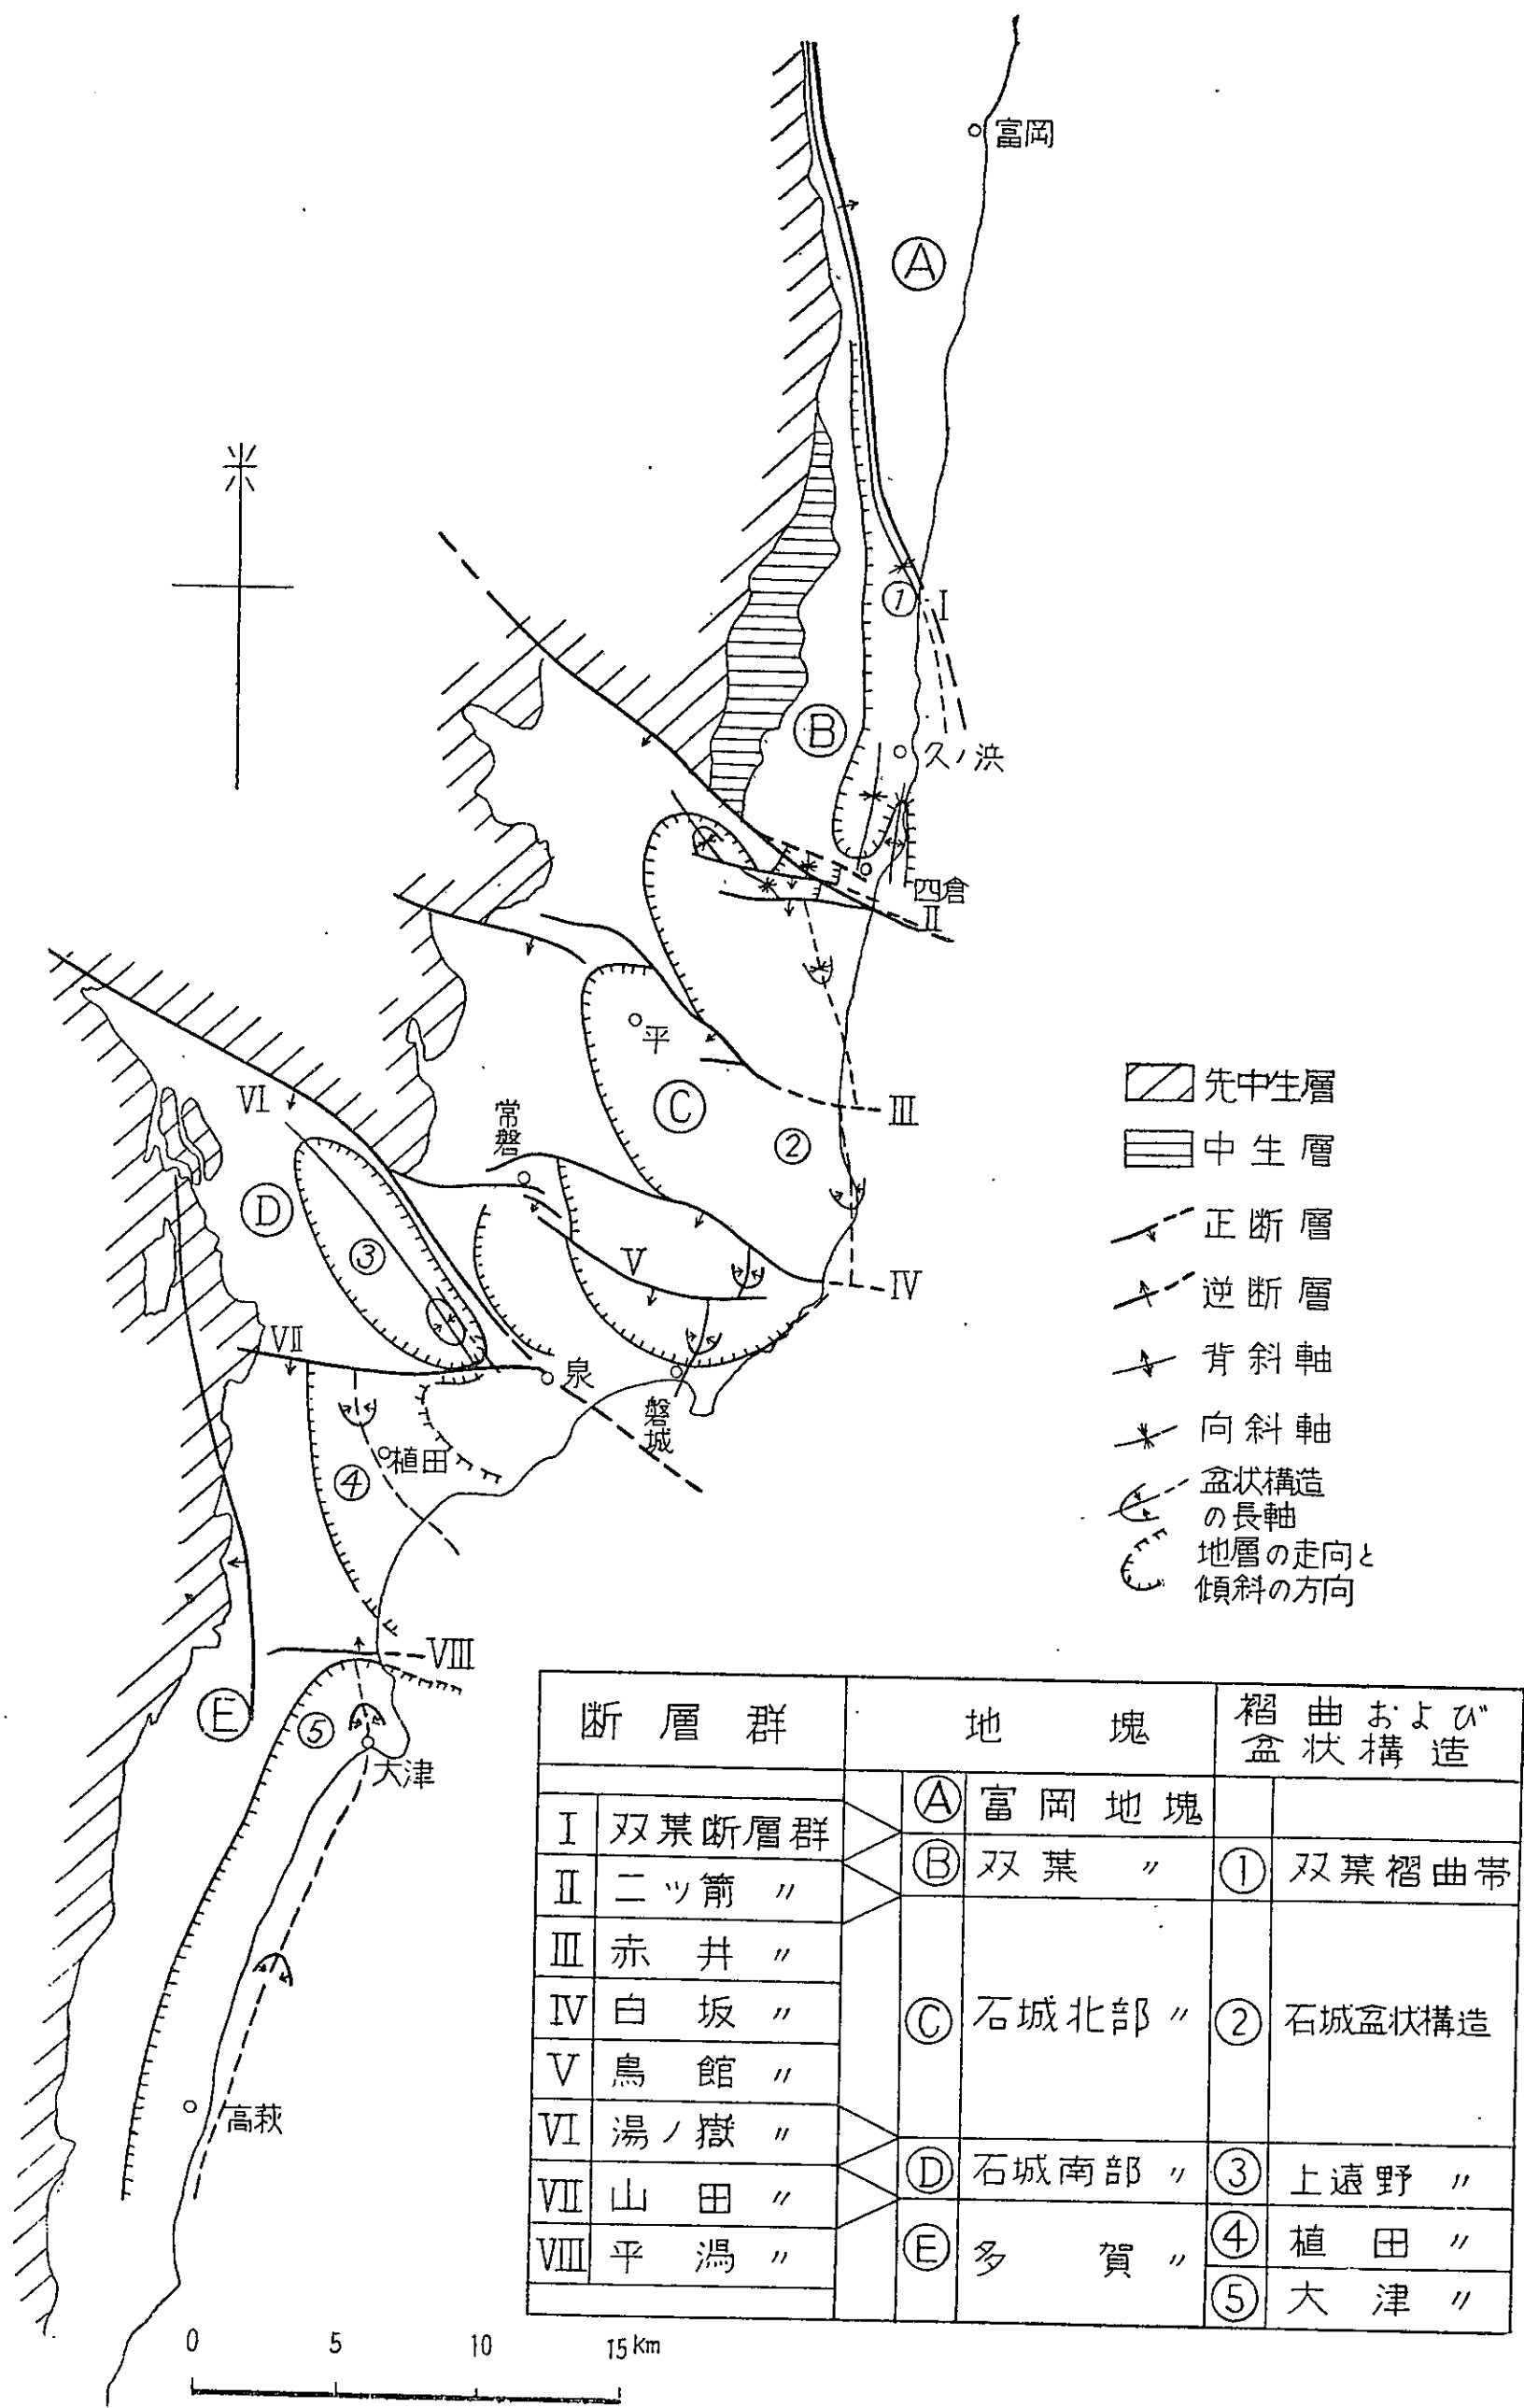 富岡
A
1
I
B
久ノ浜
四倉
II
平
C
III
2
常磐
VI
D
3
V
IV
VII
泉
磐城
植田
4
VIII
E
5
大津
高萩
先中生層
中生層
正断層
逆断層
背斜軸
向斜軸
盆状構造
の長軸
地層の走向と
傾斜の方向
断層群 地塊 褶曲および
盆状構造
A 富岡地塊
I 双葉断層群
B 双葉 〃 1 双葉褶曲帯
II 二ッ箭 〃
III 赤井 〃
IV 白坂 〃
C 石城北部 〃 2 石城盆状構造
V 鳥館 〃
VI 湯ノ嶽 〃
D 石城南部 〃 3 上遠野 〃
VII 山田 〃
VIII 平潟 〃
E 多賀 〃 4 植田 〃
5 大津 〃
0 5 10 15km